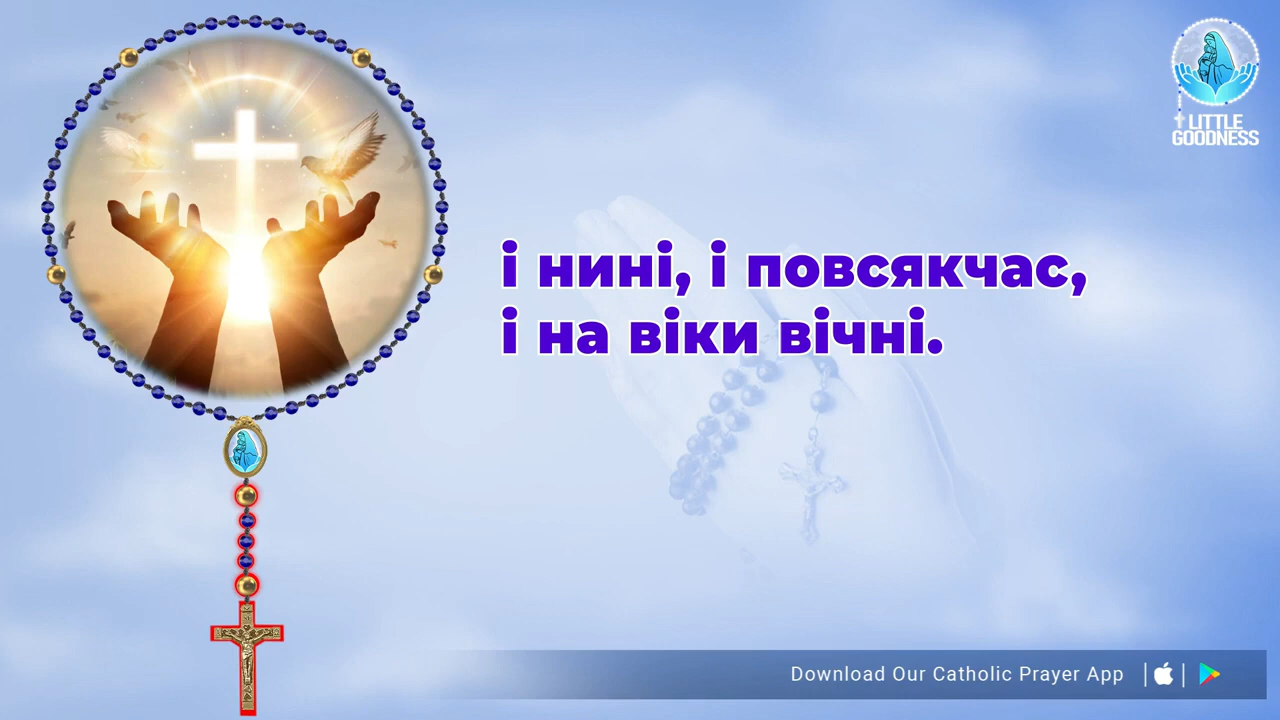 LITTLE
GOODNESS
і нині, і повсякчас,
і на віки вічні.
Download Our Catholic Prayer App